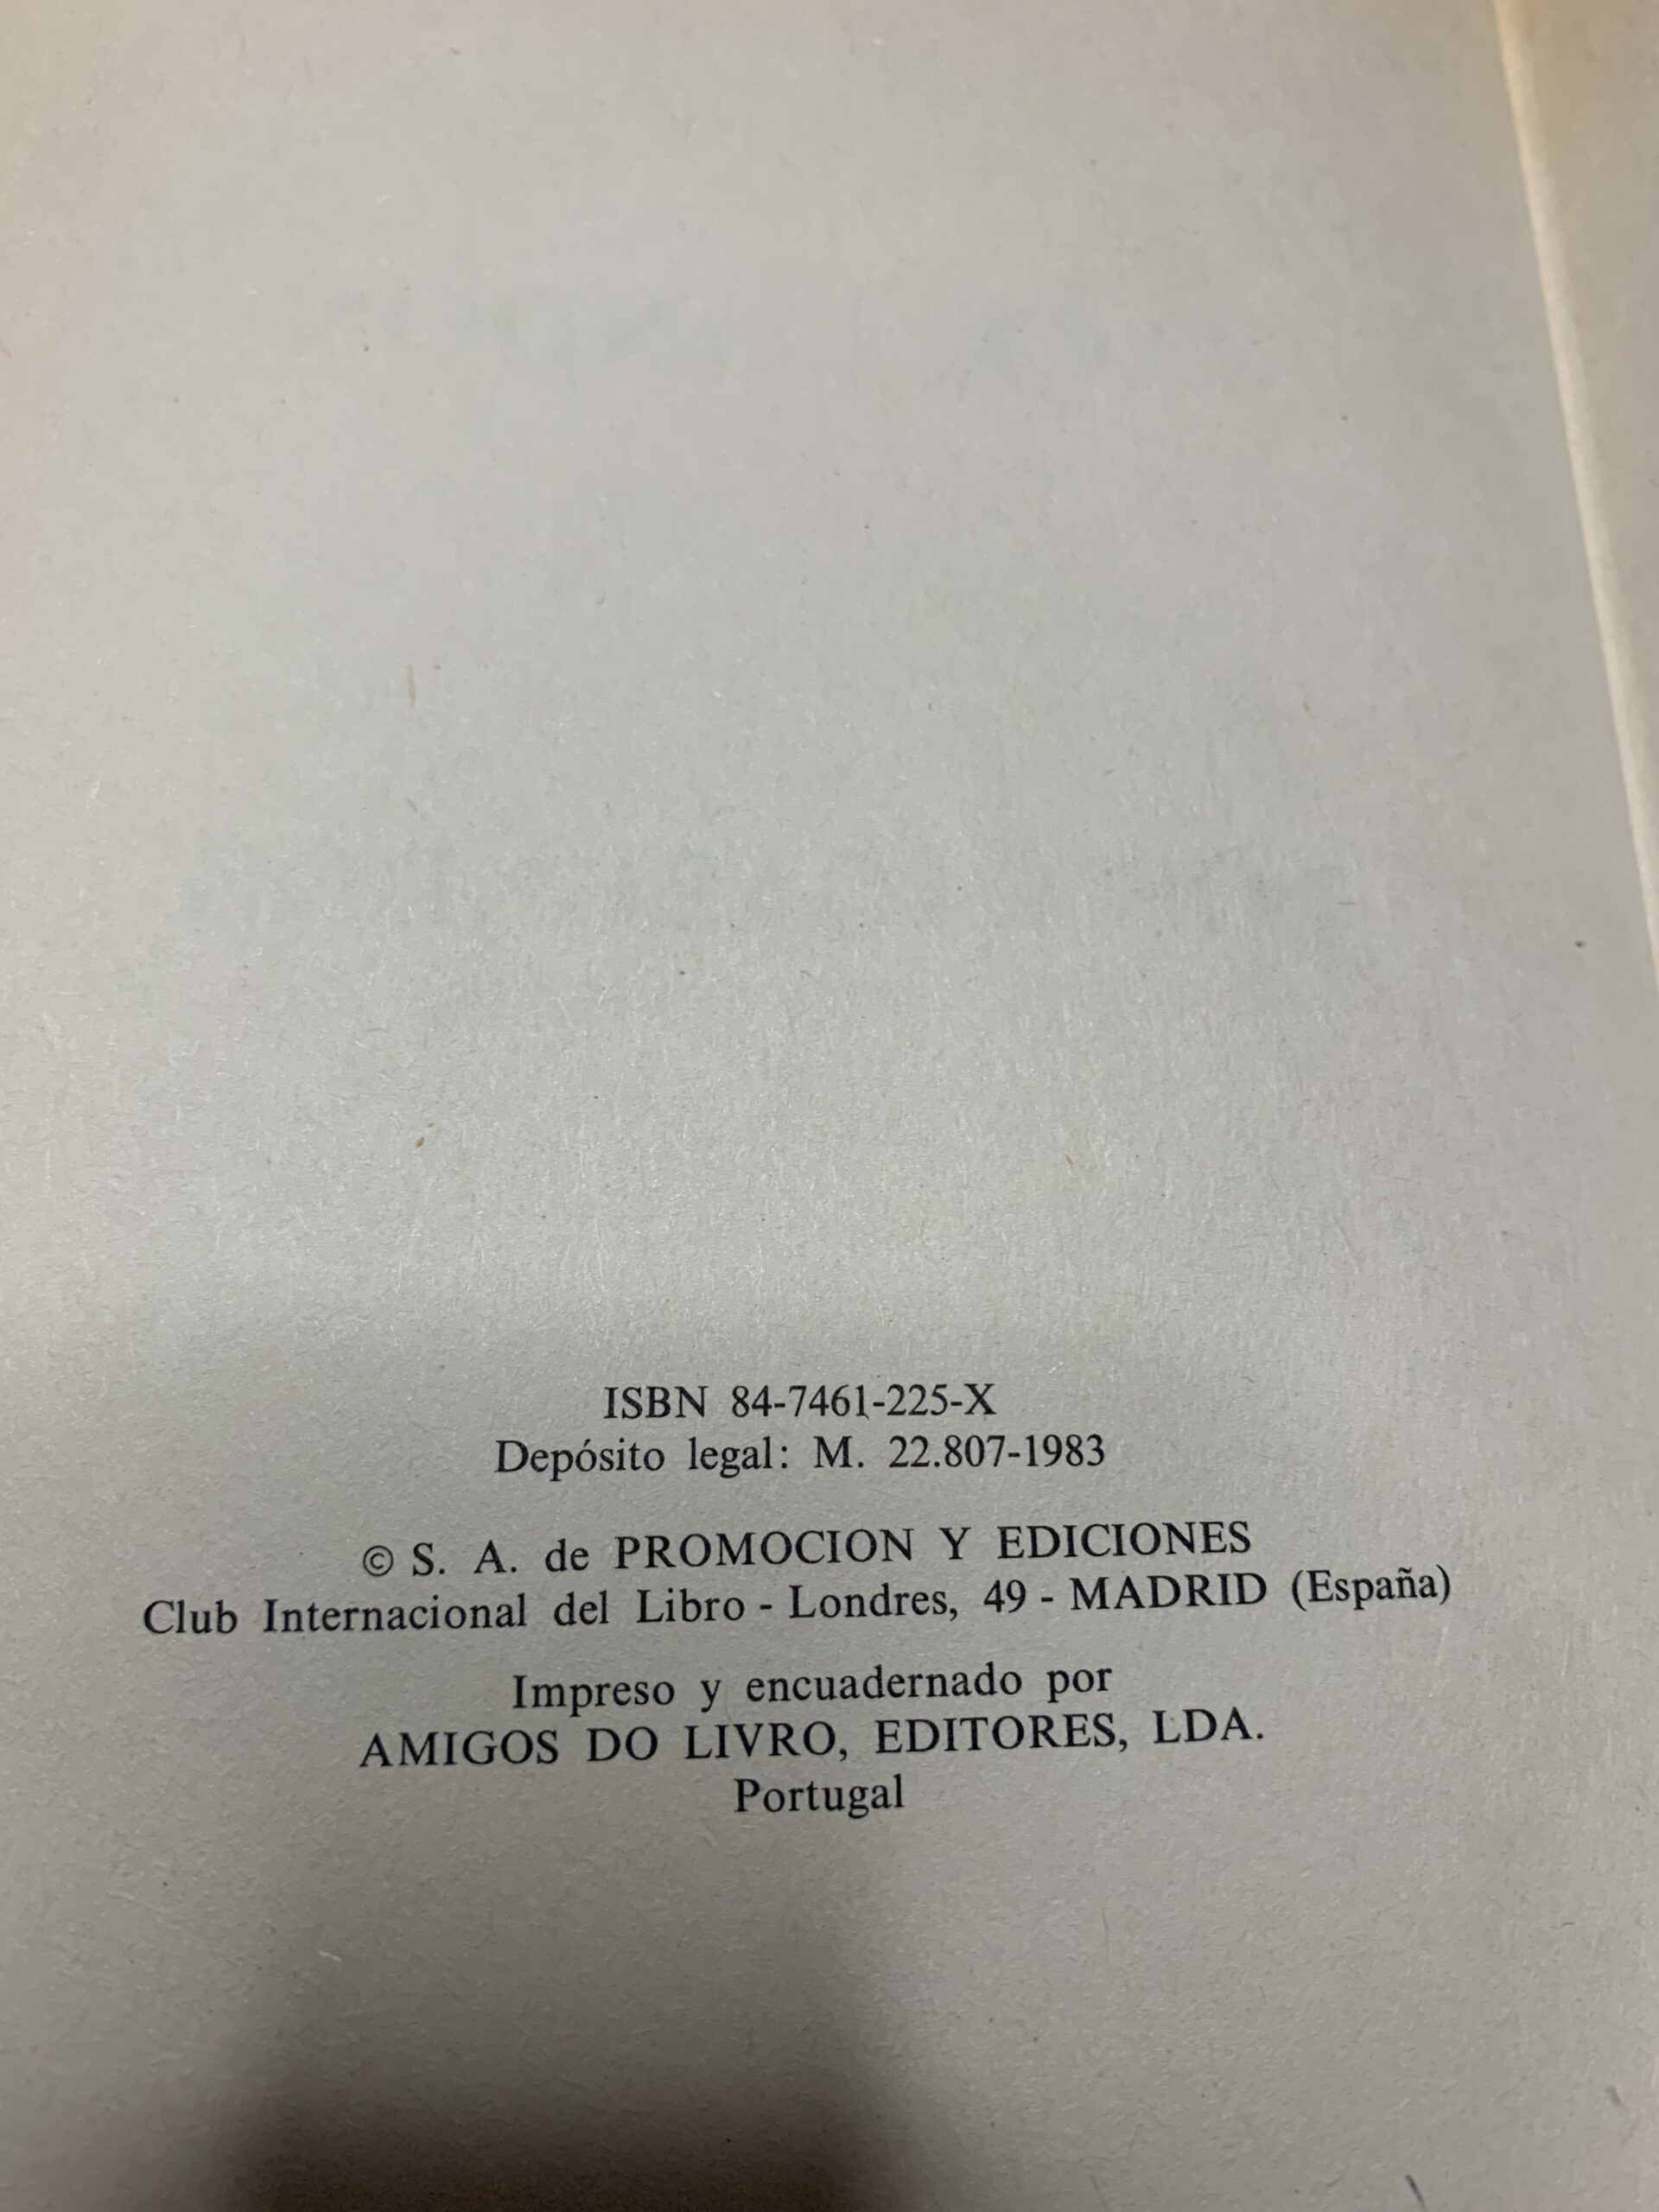 ISBN 84-7461-225-X
Depósito legal: M. 22.807-1983
© S. A. de PROMOCION Y EDICIONES
Club Internacional del Libro - Londres, 49 - MADRID (España)
Impreso y encuadernado por
AMIGOS DO LIVRO, EDITORES, LDA.
Portugal